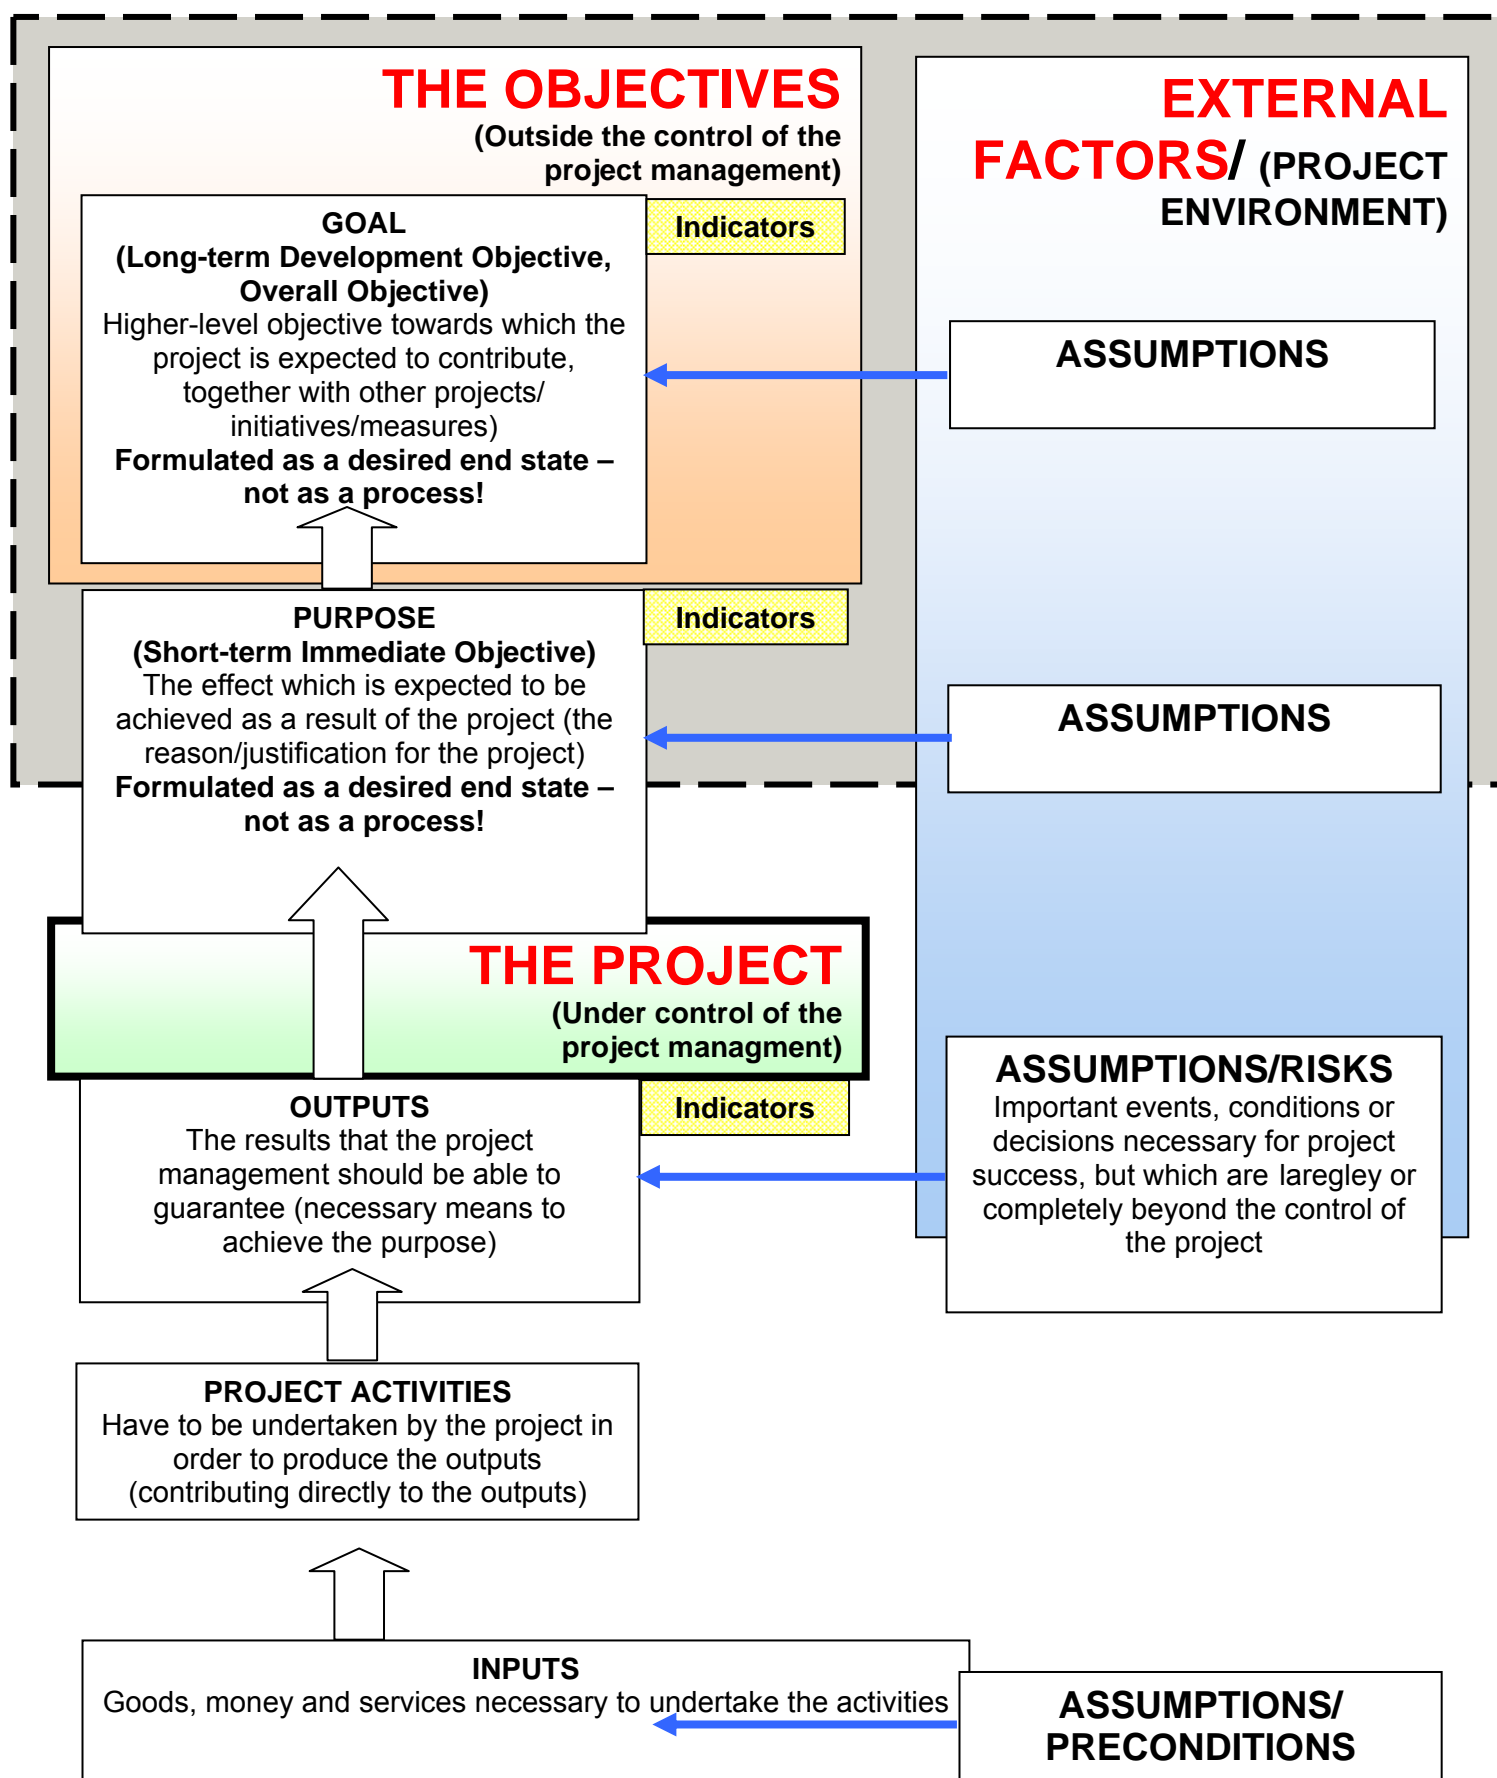 THE OBJECTIVES
(Outside the control of the
project management)
GOAL
(Long-term Development Objective,
Overall Objective)
Higher-level objective towards which the
project is expected to contribute,
together with other projects/
initiatives/measures)
Formulated as a desired end state –
not as a process!
Indicators
EXTERNAL
FACTORS/ (PROJECT
ENVIRONMENT)
ASSUMPTIONS
PURPOSE
(Short-term Immediate Objective)
The effect which is expected to be
achieved as a result of the project (the
reason/justification for the project)
Formulated as a desired end state –
not as a process!
Indicators
ASSUMPTIONS
THE PROJECT
(Under control of the
project managment)
OUTPUTS
The results that the project
management should be able to
guarantee (necessary means to
achieve the purpose)
Indicators
ASSUMPTIONS/RISKS
Important events, conditions or
decisions necessary for project
success, but which are laregley or
completely beyond the control of
the project
PROJECT ACTIVITIES
Have to be undertaken by the project in
order to produce the outputs
(contributing directly to the outputs)
INPUTS
Goods, money and services necessary to undertake the activities
ASSUMPTIONS/
PRECONDITIONS